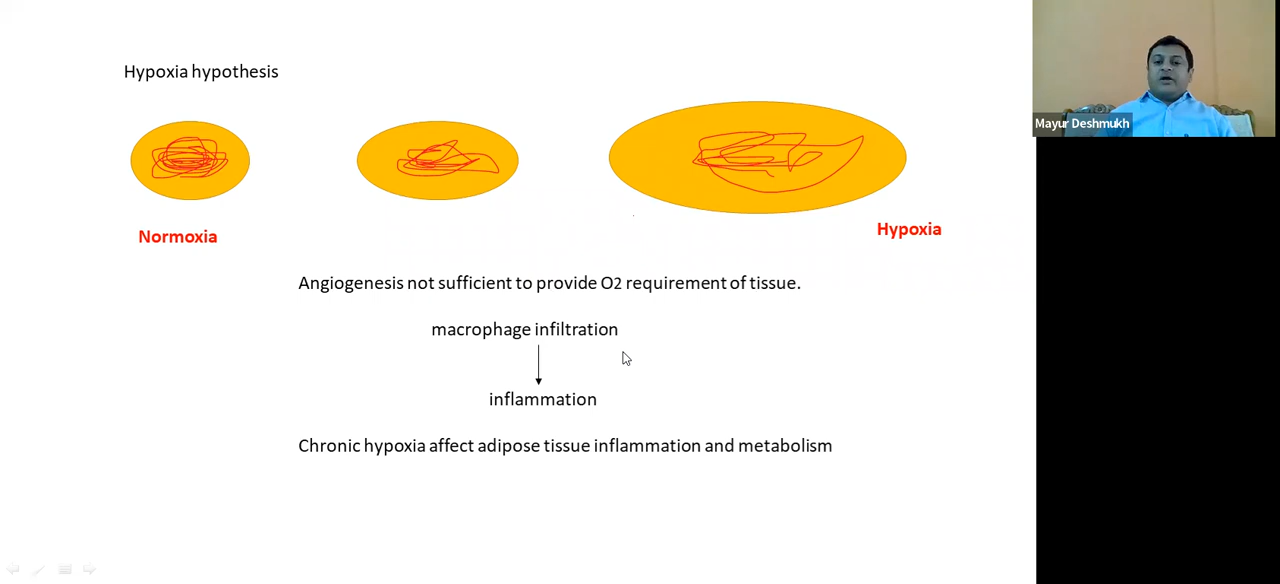 Hypoxia hypothesis
Mayur Deshmukh
Normoxia
Hypoxia
Angiogenesis not sufficient to provide O2 requirement of tissue.
macrophage infiltration
inflammation
Chronic hypoxia affect adipose tissue inflammation and metabolism